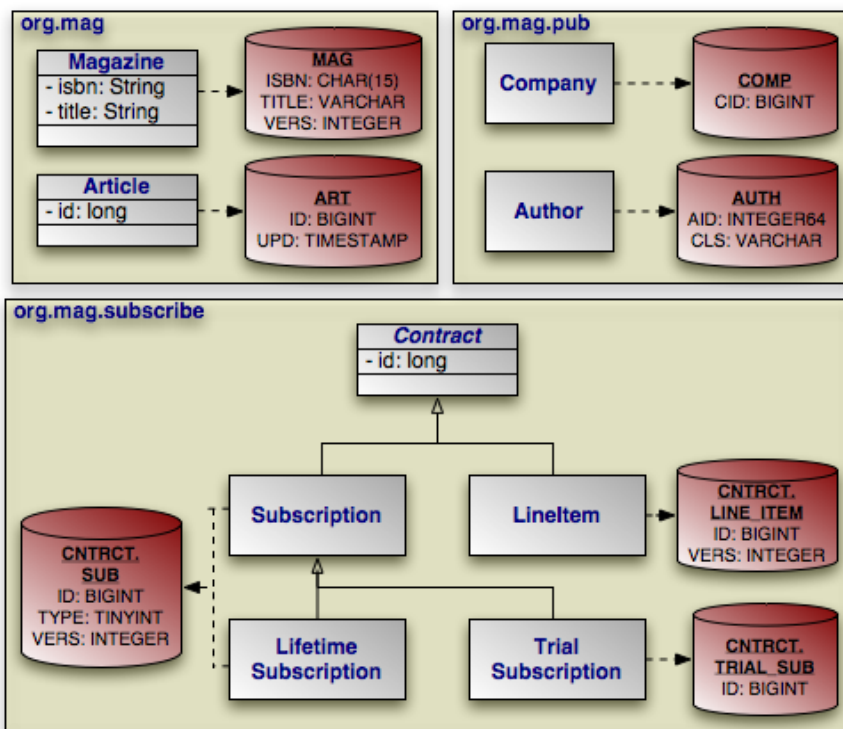 org.mag
Magazine
- isbn: String
- title: String
MAG
ISBN: CHAR(15)
TITLE: VARCHAR
VERS: INTEGER
Article
- id: long
ART
ID: BIGINT
UPD: TIMESTAMP
org.mag.pub
Company
COMP
CID: BIGINT
Author
AUTH
AID: INTEGER64
CLS: VARCHAR
org.mag.subscribe
Contract
- id: long
Subscription
LineItem
CNTRCT.
LINE_ITEM
ID: BIGINT
VERS: INTEGER
CNTRCT.
SUB
ID: BIGINT
TYPE: TINYINT
VERS: INTEGER
Lifetime
Subscription
Trial
Subscription
CNTRCT.
TRIAL_SUB
ID: BIGINT